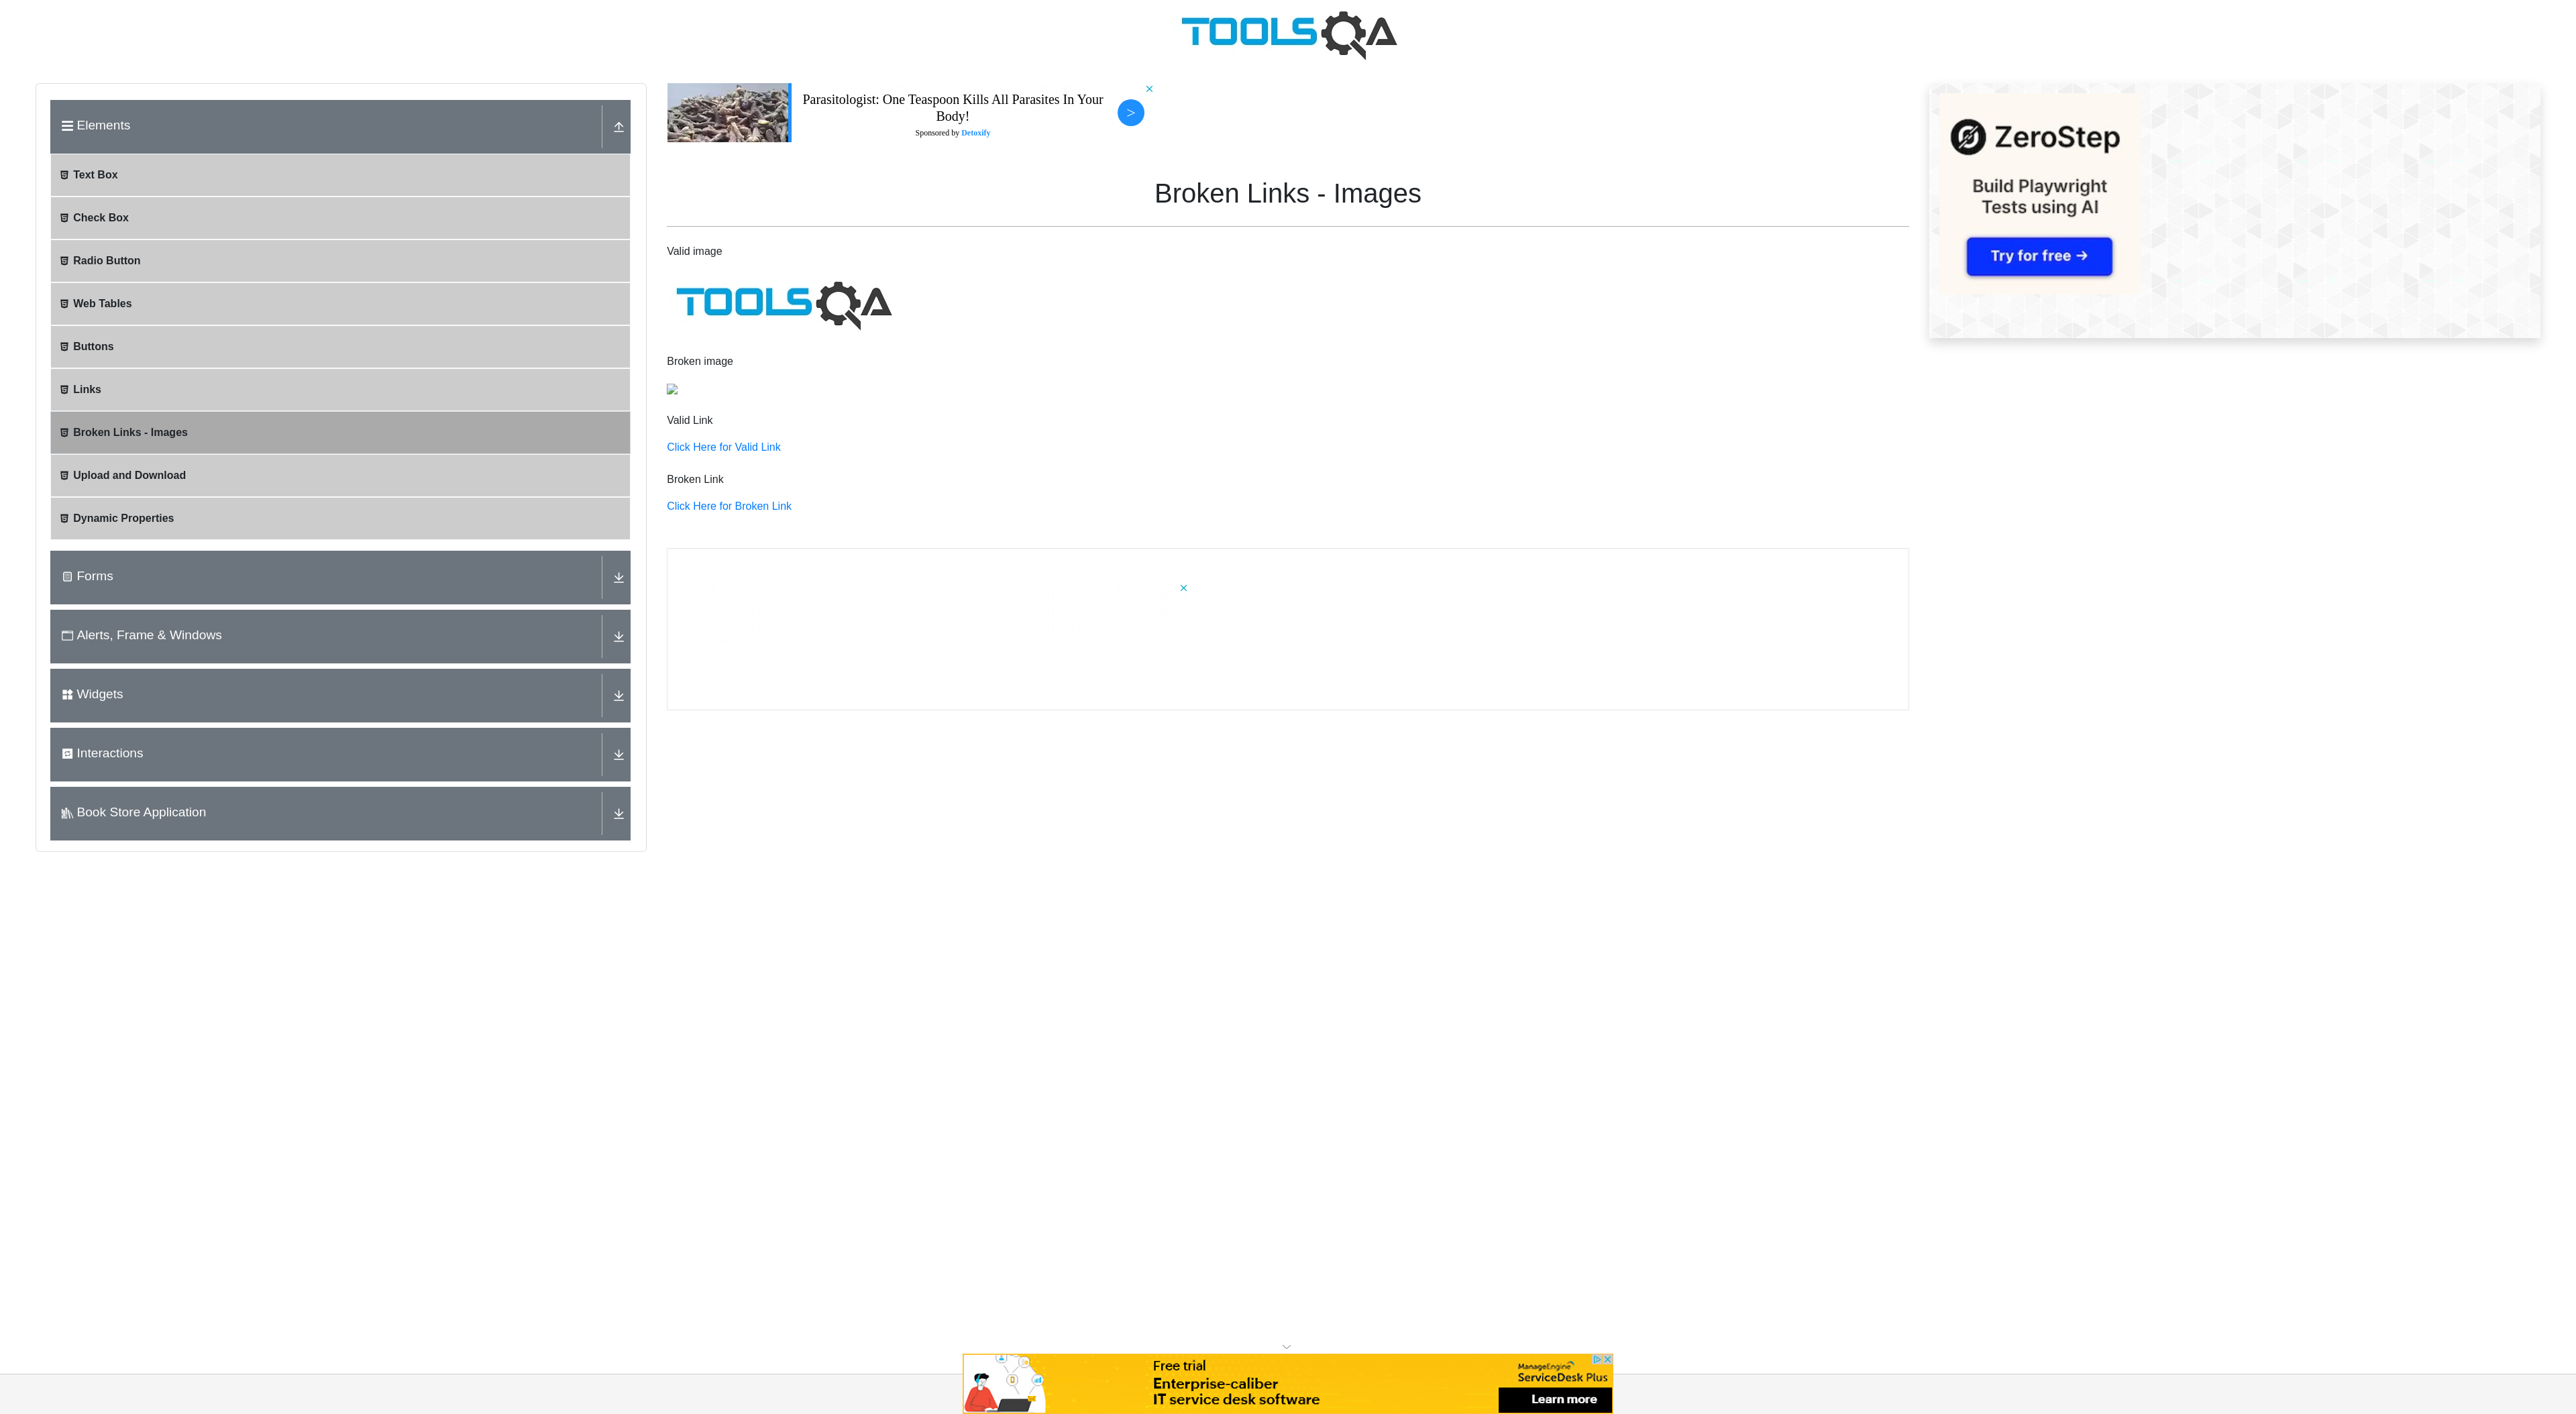 TOOLSQA
Elements
Text Box
Check Box
Radio Button
Web Tables
Buttons
Links
Broken Links - Images
Upload and Download
Dynamic Properties
Forms
Alerts, Frame & Windows
Widgets
Interactions
Book Store Application
Parasitologist: One Teaspoon Kills All Parasites In Your
Body!
Sponsored by Detoxify
>
Broken Links - Images
Valid image
TOOLSQA
Broken image
Valid Link
Click Here for Valid Link
Broken Link
Click Here for Broken Link
ZeroStep
Build Playwright
Tests using AI
Try for free →
Free trial
Enterprise-caliber
IT service desk software
ManageEngine
ServiceDesk Plus
Learn more